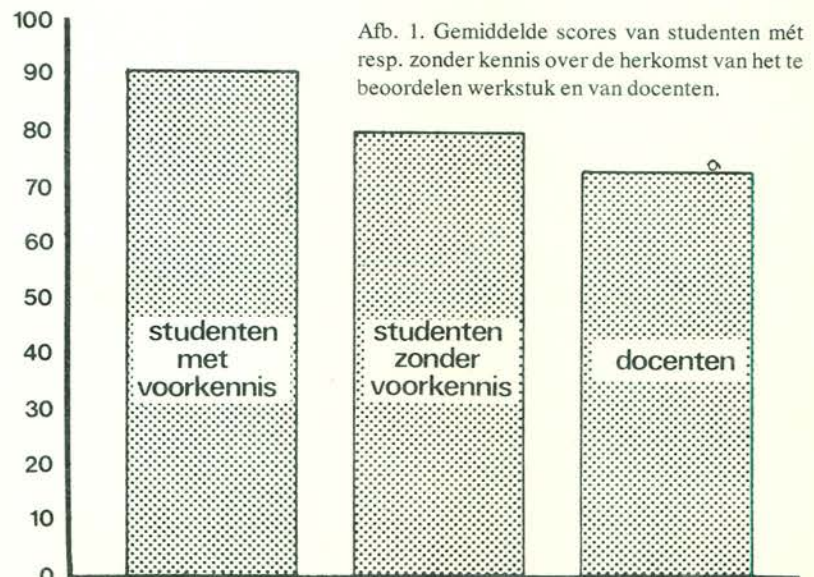 Afb. 1. Gemiddelde scores van studenten mét
resp. zonder kennis over de herkomst van het te
beoordelen werkstuk en van docenten.
100
90
80
70
60
50
40
30
20
10
0
studenten
met
voorkennis
studenten
zonder
voorkennis
docenten